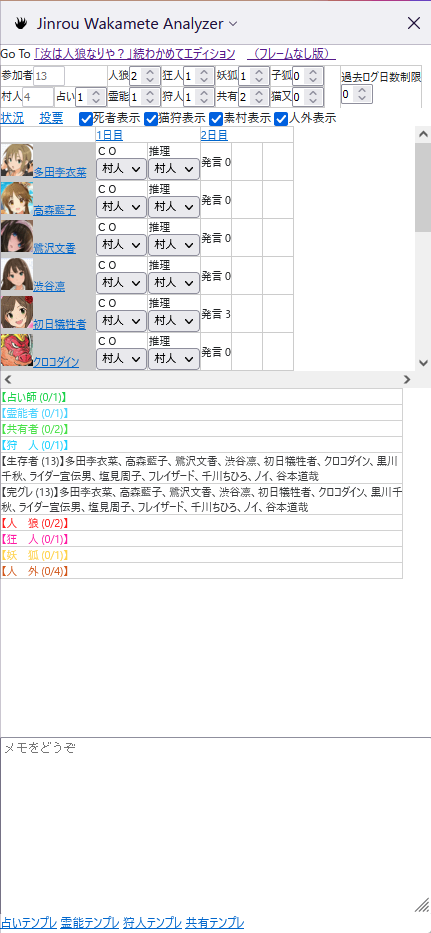 Jinrou Wakamete Analyzer
Go To 「汝は人狼なりや？」続わかめてエディション （フレームなし版）
参加者 13 人狼 2 狂人 1 妖狐 1 子狐 0 過去ログ日数制限
村人 4 占い 1 霊能 1 狩人 1 共有 2 猫又 0 0
状況 投票 死者表示 猫狩表示 素村表示 人外表示
1日目 2日目
ＣＯ 推理
多田李衣菜 村人 村人 発言 0
ＣＯ 推理
高森藍子 村人 村人 発言 0
ＣＯ 推理
鷺沢文香 村人 村人 発言 0
ＣＯ 推理
渋谷凛 村人 村人 発言 0
ＣＯ 推理
初日犠牲者 村人 村人 発言 3
ＣＯ 推理
クロコダイン 村人 村人 発言 0
【占い師 (0/1)】
【霊能者 (0/1)】
【共有者 (0/2)】
【狩　人 (0/1)】
【生存者 (13)】多田李衣菜、高森藍子、鷺沢文香、渋谷凛、初日犠牲者、クロコダイン、黒川
千秋、ライダー宣伝男、塩見周子、フレイザード、千川ちひろ、ノイ、谷本道哉
【完グレ (13)】多田李衣菜、高森藍子、鷺沢文香、渋谷凛、初日犠牲者、クロコダイン、黒川千
秋、ライダー宣伝男、塩見周子、フレイザード、千川ちひろ、ノイ、谷本道哉
【人　狼 (0/2)】
【狂　人 (0/1)】
【妖　狐 (0/1)】
【人　外 (0/4)】
メモをどうぞ
占いテンプレ 霊能テンプレ 狩人テンプレ 共有テンプレ